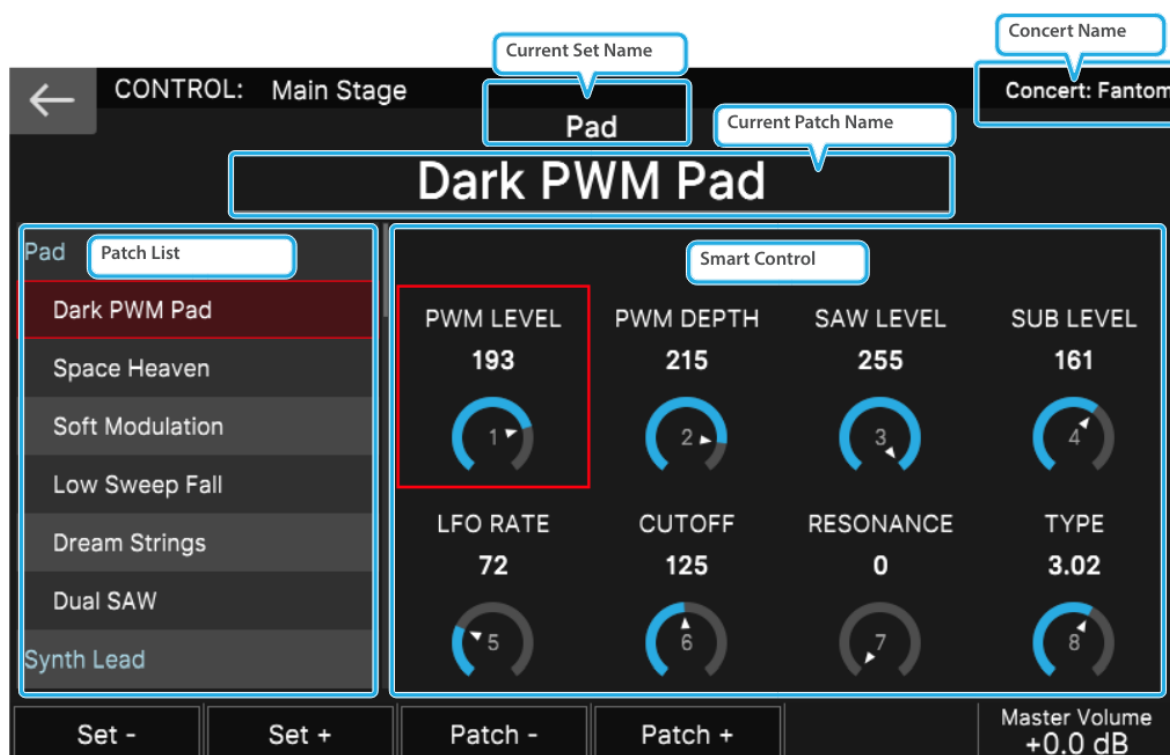 Current Set Name
Concert Name
CONTROL: Main Stage
Concert: Fantom
Pad
Current Patch Name
Dark PWM Pad
Pad
Patch List
Smart Control
Dark PWM Pad
Space Heaven
Soft Modulation
Low Sweep Fall
Dream Strings
Dual SAW
Synth Lead
PWM LEVEL PWM DEPTH SAW LEVEL SUB LEVEL
193 215 255 161
1 2 3 4
LFO RATE CUTOFF RESONANCE TYPE
72 125 0 3.02
5 6 7 8
Set - Set + Patch - Patch + Master Volume
+0.0 dB